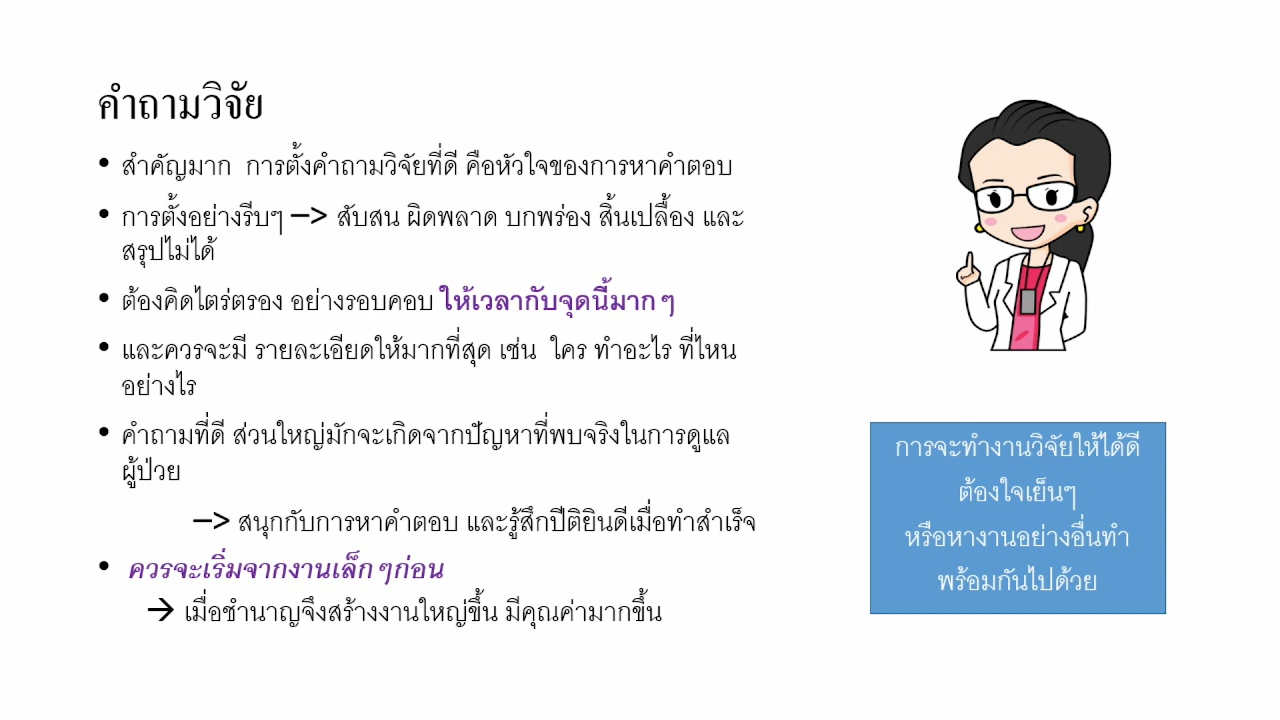 คำถามวิจัย
• สำคัญมาก การตั้งคำถามวิจัยที่ดี คือหัวใจของการหาคำตอบ
• การตั้งอย่างรีบๆ –> สับสน ผิดพลาด บกพร่อง สิ้นเปลื้อง และ
สรุปไม่ได้
• ต้องคิดไตร่ตรอง อย่างรอบคอบ ให้เวลากับจุดนี้มากๆ
• และควรจะมี รายละเอียดให้มากที่สุด เช่น ใคร ทำอะไร ที่ไหน
อย่างไร
• คำถามที่ดี ส่วนใหญ่มักจะเกิดจากปัญหาที่พบจริงในการดูแล
ผู้ป่วย
–> สนุกกับการหาคำตอบ และรู้สึกปีติยินดีเมื่อทำสำเร็จ
• ควรจะเริ่มจากงานเล็กๆก่อน
→ เมื่อชำนาญจึงสร้างงานใหญ่ขึ้น มีคุณค่ามากขึ้น
การจะทำงานวิจัยให้ได้ดี
ต้องใจเย็นๆ
หรือหางานอย่างอื่นทำ
พร้อมกันไปด้วย